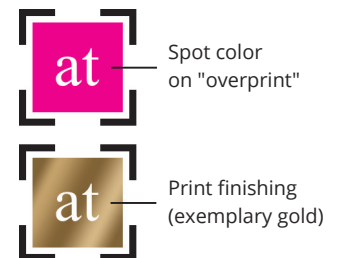 at
Spot color
on "overprint"
at
Print finishing
(exemplary gold)